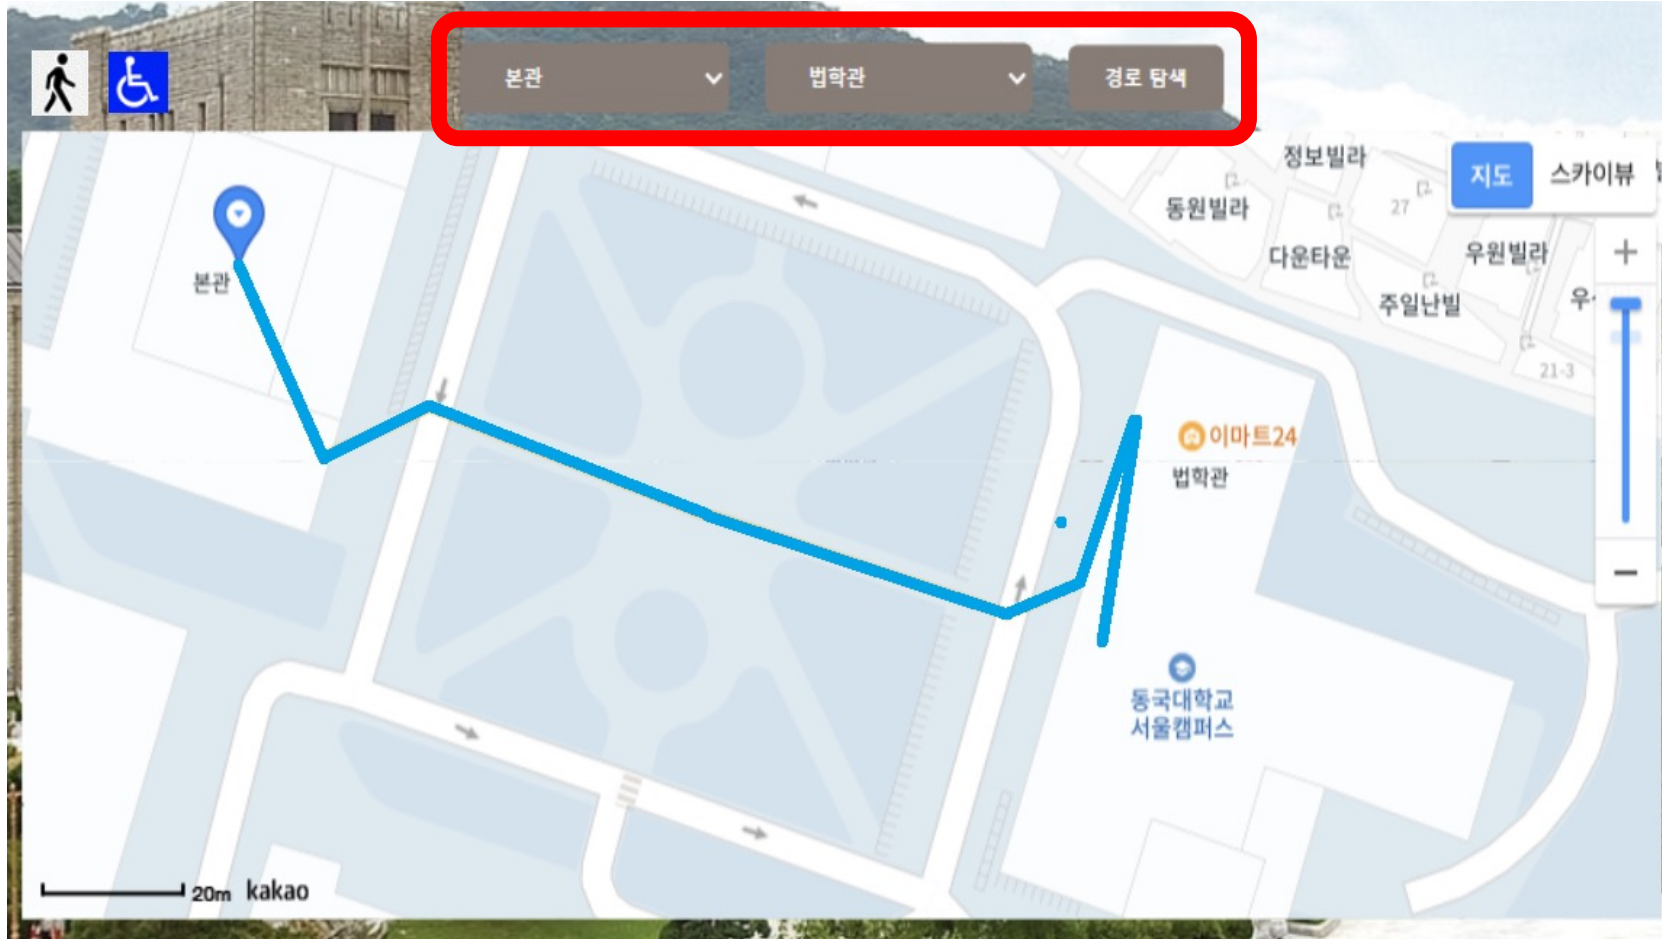 본관
법학관
경로 탐색
지도
스카이뷰
정보빌라
동원빌라
27
다운타운
우원빌라
주일난빌
21-3
본관
이마트24
법학관
동국대학교
서울캠퍼스
20m
kakao